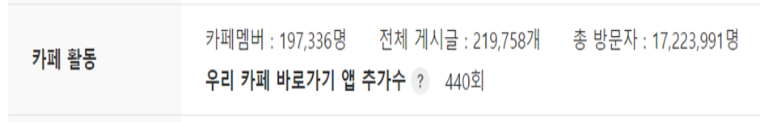 카페 활동
카페멤버 : 197,336명 전체 게시글 : 219,758개 총 방문자 : 17,223,991명
우리 카페 바로가기 앱 추가수 ? 440회